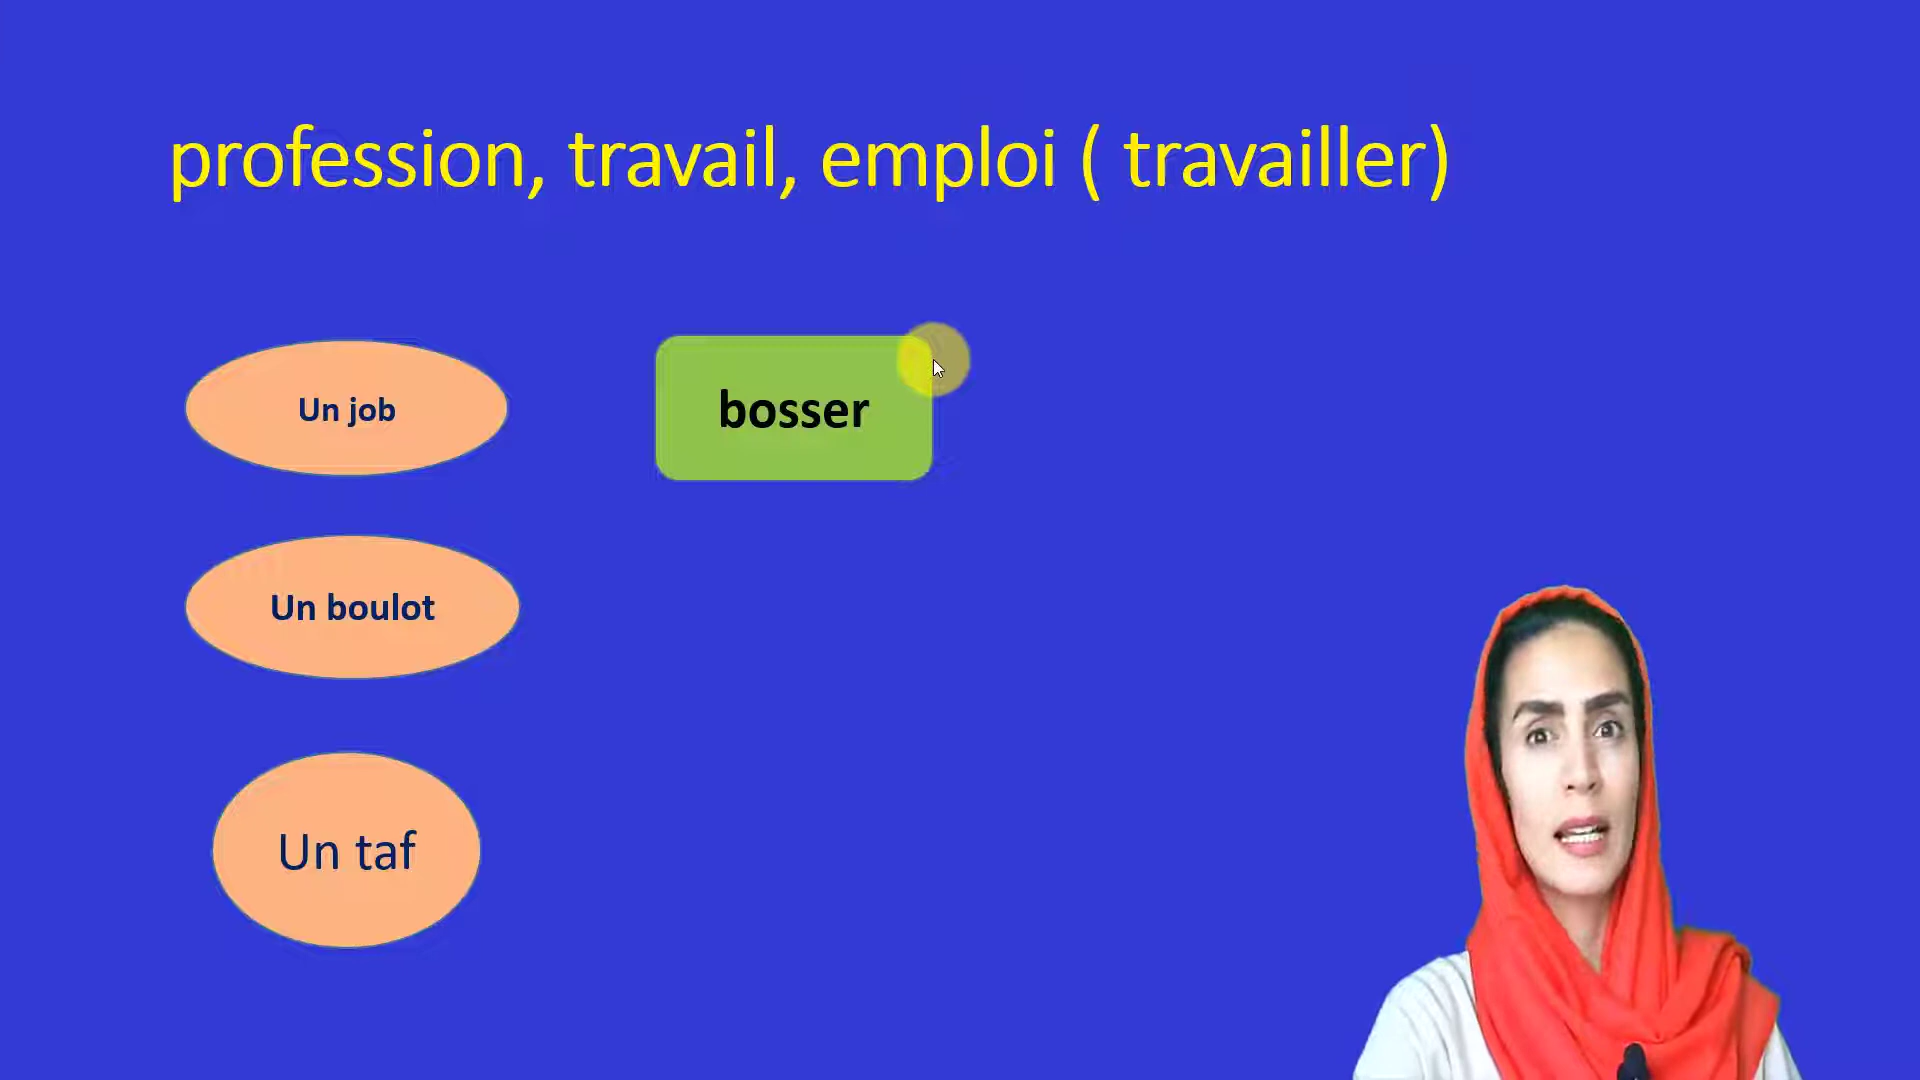 profession, travail, emploi ( travailler)
Un job
bosser
Un boulot
Un taf